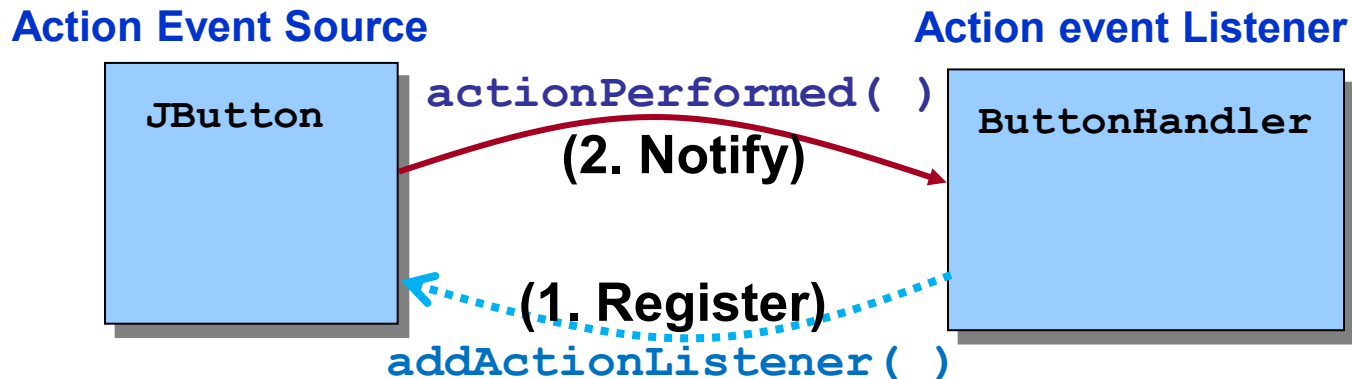 Action Event Source
Action event Listener
JButton
actionPerformed( )
ButtonHandler
(2. Notify)
(1. Register)
addActionListener( )